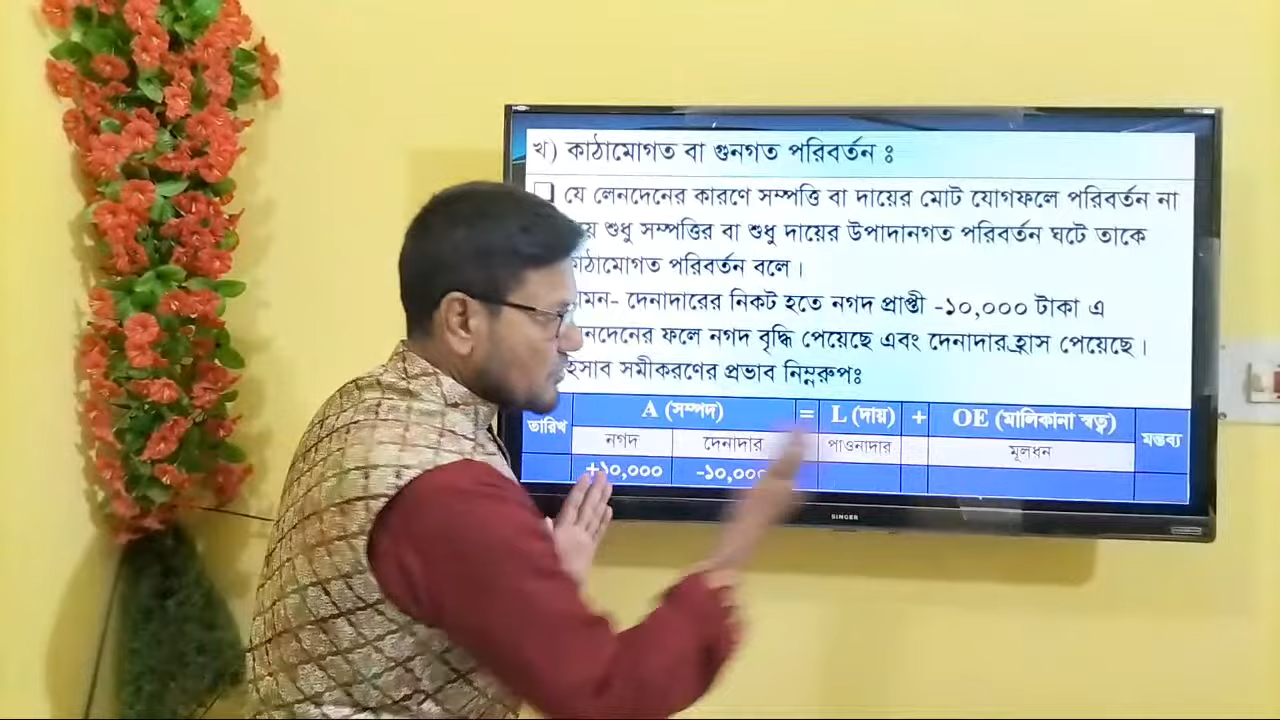 খ) কাঠামোগত বা গুনগত পরিবর্তন ঃ
যে লেনদেনের কারণে সম্পত্তি বা দায়ের মোট যোগফলে পরিবর্তন না
শুধু সম্পত্তির বা শুধু দায়ের উপাদানগত পরিবর্তন ঘটে তাকে
পরিবর্তন বলে।
দেনাদারের নিকট হতে নগদ প্রাপ্তী -১০,০০০ টাকা এ
ফলে নগদ বৃদ্ধি পেয়েছে এবং দেনাদার হ্রাস পেয়েছে।
সমীকরণের প্রভাব নিম্নরুপঃ
তারিখ A (সম্পদ) = L (দায়) + OE (মালিকানা স্বত্ব) মন্তব্য
নগদ দেনাদার পাওনাদার মূলধন
+১০,০০০ -১০,০০০
SINGER